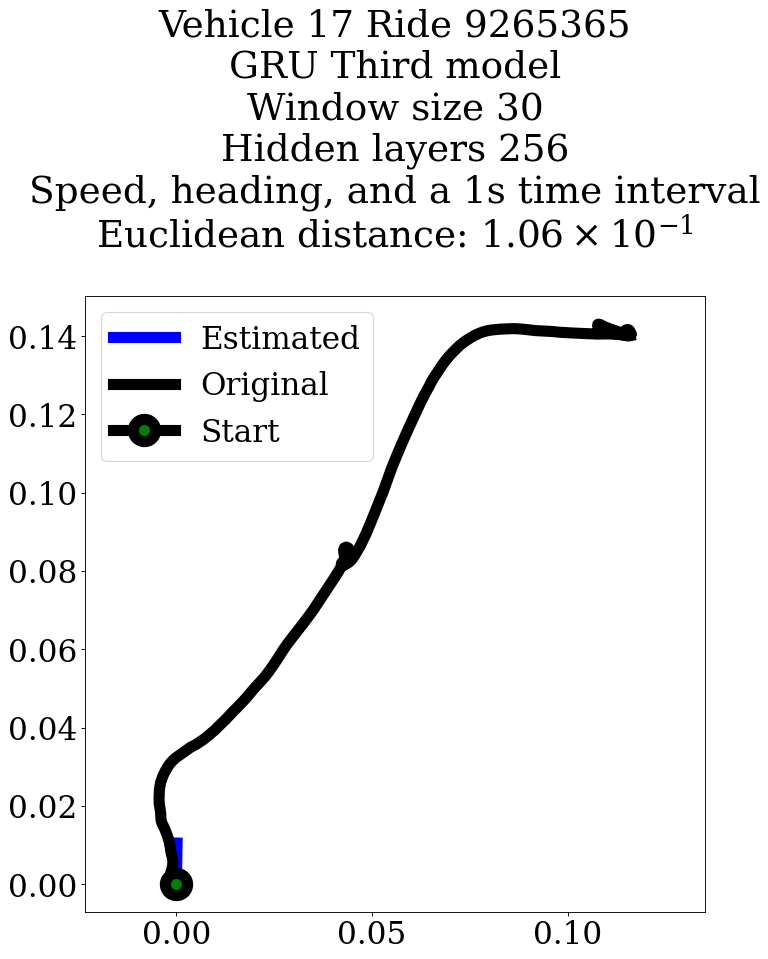 Vehicle 17 Ride 9265365
GRU Third model
Window size 30
Hidden layers 256
Speed, heading, and a 1s time interval
Euclidean distance: 1.06 × 10⁻¹
Estimated
Original
Start
0.14
0.12
0.10
0.08
0.06
0.04
0.02
0.00
0.00 0.05 0.10